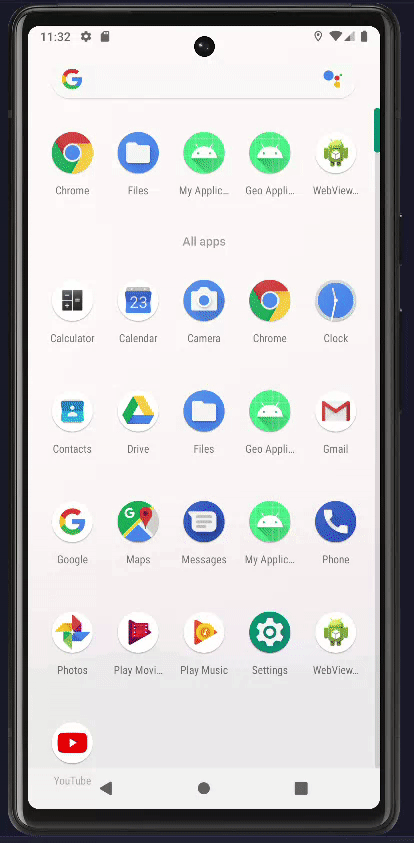 11:32
Chrome Files My Applic... Geo Appli... WebView...
All apps
23
Calculator Calendar Camera Chrome Clock
Contacts Drive Files Geo Appli... Gmail
Google Maps Messages My Applic... Phone
Photos Play Movi... Play Music Settings WebView...
YouTube